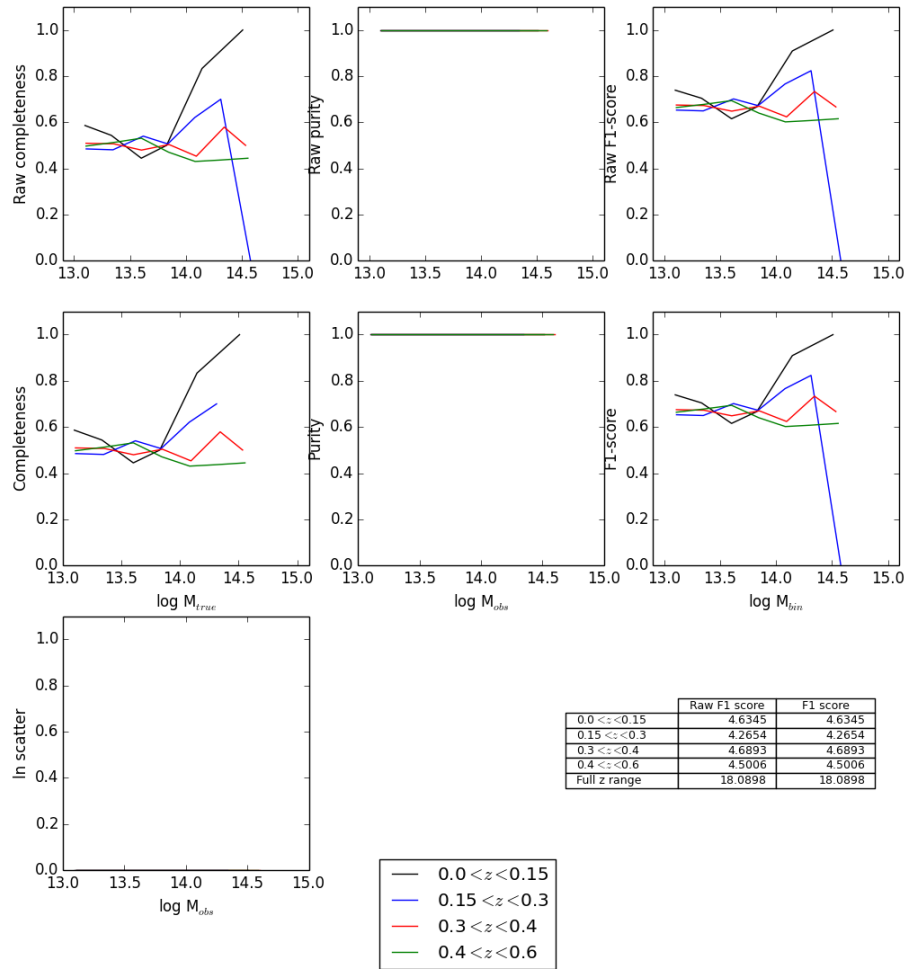 1.0
0.8
0.6
0.4
0.2
0.0
Raw completeness
13.0 13.5 14.0 14.5 15.0
1.0
0.8
0.6
0.4
0.2
0.0
Raw purity
13.0 13.5 14.0 14.5 15.0
1.0
0.8
0.6
0.4
0.2
0.0
Raw F1-score
13.0 13.5 14.0 14.5 15.0
1.0
0.8
0.6
0.4
0.2
0.0
Completeness
13.0 13.5 14.0 14.5 15.0
log M_true
1.0
0.8
0.6
0.4
0.2
0.0
Purity
13.0 13.5 14.0 14.5 15.0
log M_obs
1.0
0.8
0.6
0.4
0.2
0.0
F1-score
13.0 13.5 14.0 14.5 15.0
log M_bin
1.0
0.8
0.6
0.4
0.2
0.0
ln scatter
13.0 13.5 14.0 14.5 15.0
log M_obs
Raw F1 score F1 score
0.0 <z<0.15 4.6345 4.6345
0.15 <z<0.3 4.2654 4.2654
0.3 <z<0.4 4.6893 4.6893
0.4 <z<0.6 4.5006 4.5006
Full z range 18.0898 18.0898
0.0 <z<0.15
0.15 <z<0.3
0.3 <z<0.4
0.4 <z<0.6